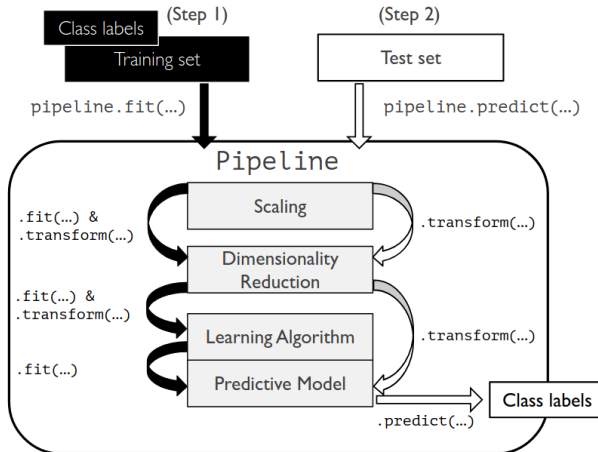 (Step 1)
(Step 2)
Class labels
Training set
Test set
pipeline.fit(…)
pipeline.predict(…)
Pipeline
Scaling
.fit(…) &
.transform(…)
.transform(…)
Dimensionality
Reduction
.fit(…) &
.transform(…)
Learning Algorithm
.transform(…)
.fit(…)
Predictive Model
Class labels
.predict(…)